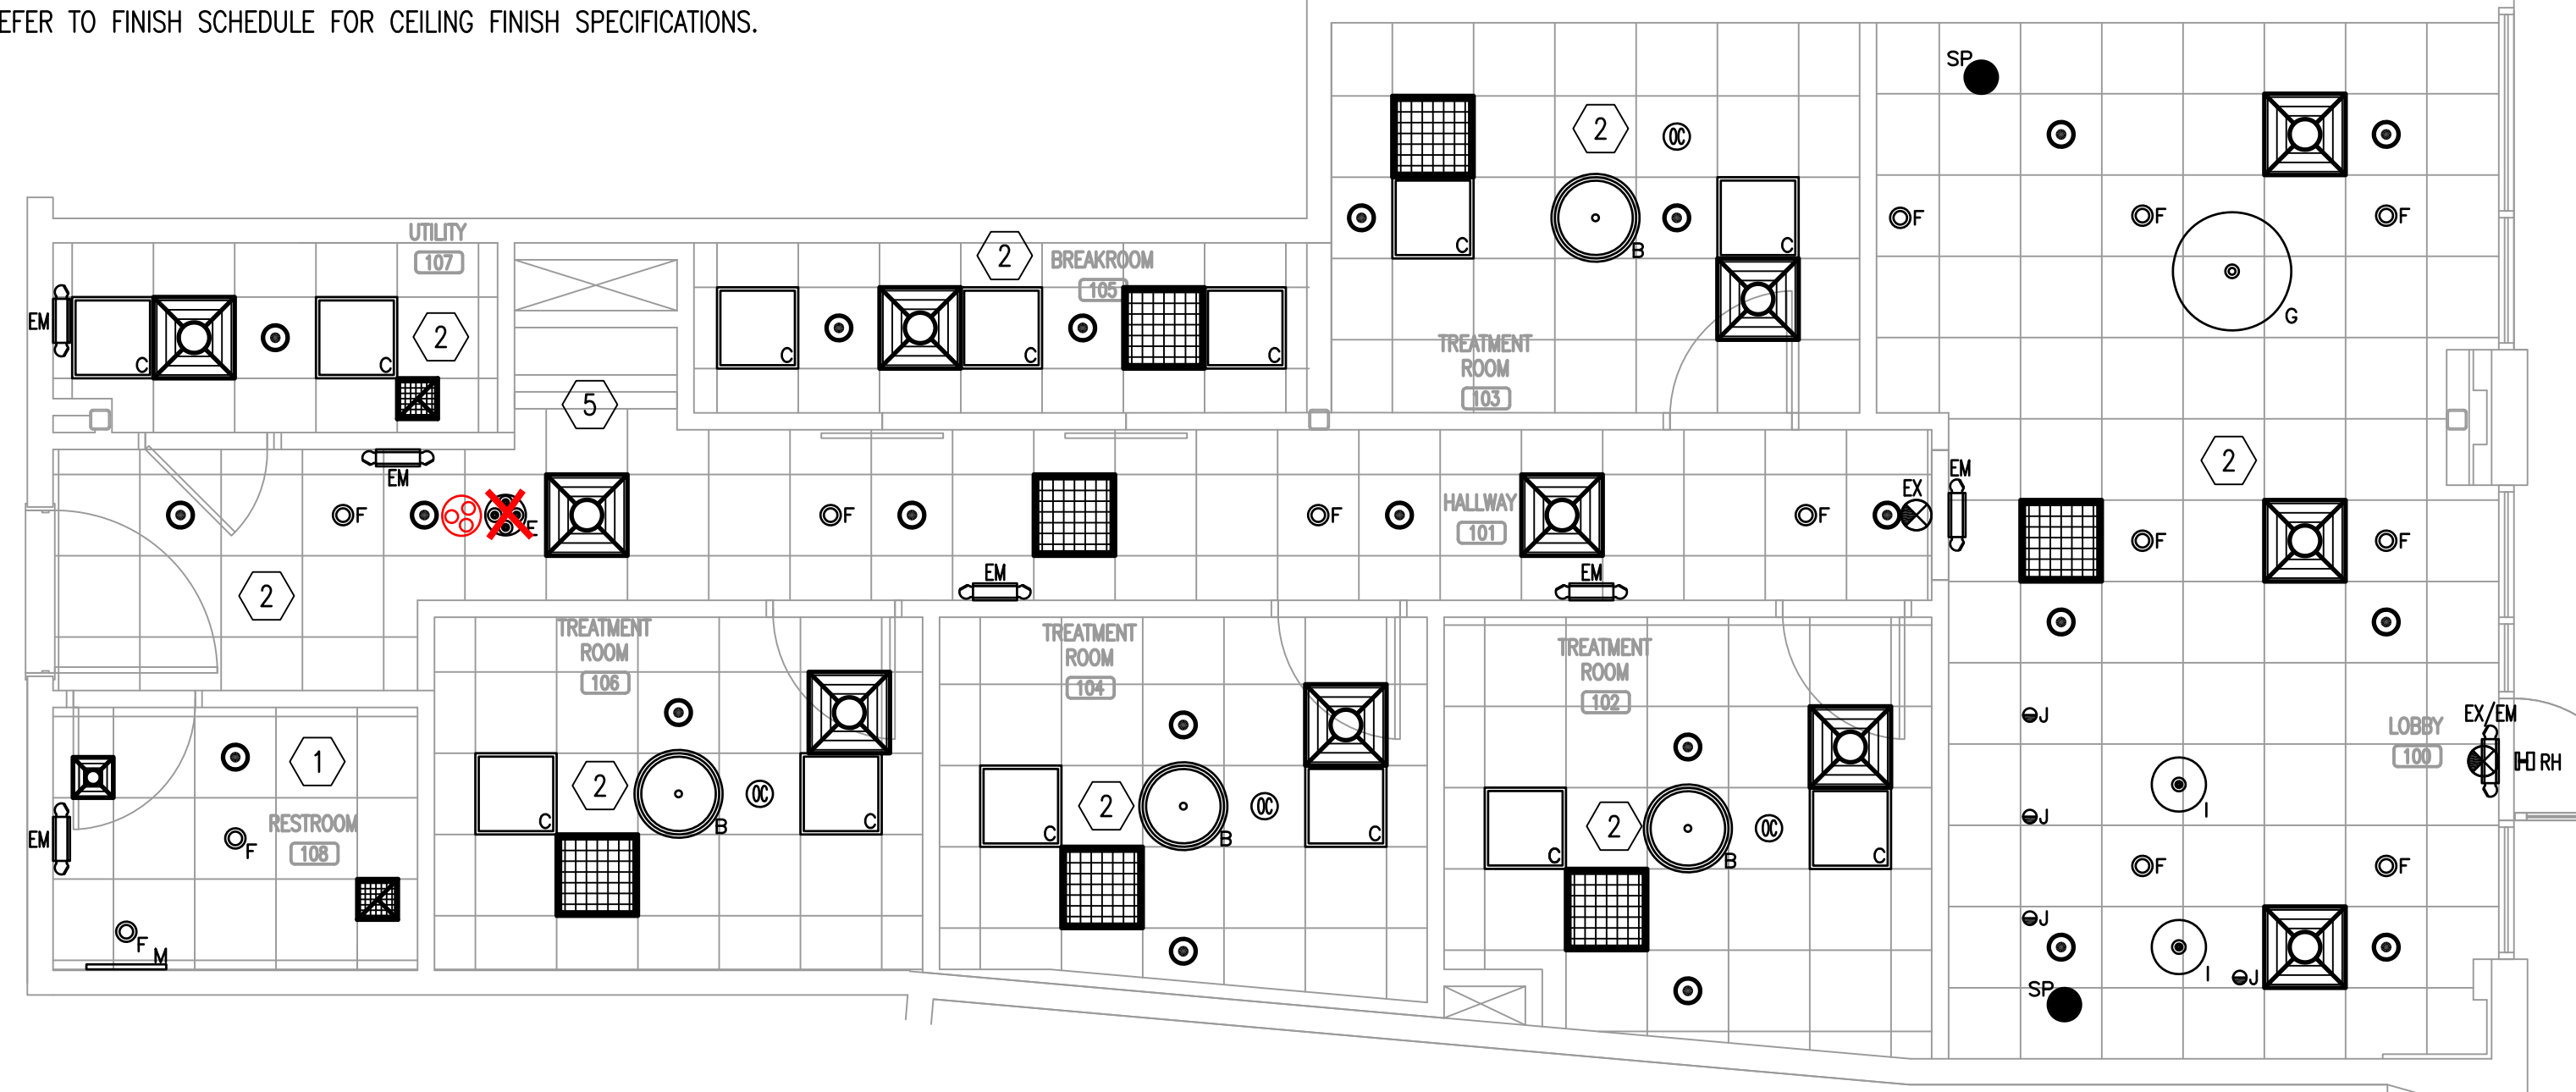 EFER TO FINISH SCHEDULE FOR CEILING FINISH SPECIFICATIONS.
SP
2
OC
F
F
F
B
C
C
G
TREATMENT
ROOM
103
UTILITY
107
2
BREAKROOM
105
EM
C
C
2
C
C
C
5
EM
F
E
F
F
HALLWAY
101
F
EX
EM
2
F
F
2
EM
EM
TREATMENT
ROOM
106
TREATMENT
ROOM
104
TREATMENT
ROOM
102
1
RESTROOM
108
EM
F
F
M
C
2
B
OC
C
C
2
B
OC
C
C
2
B
OC
C
J
J
J
J
LOBBY
100
EX/EM
RH
I
F
F
I
SP